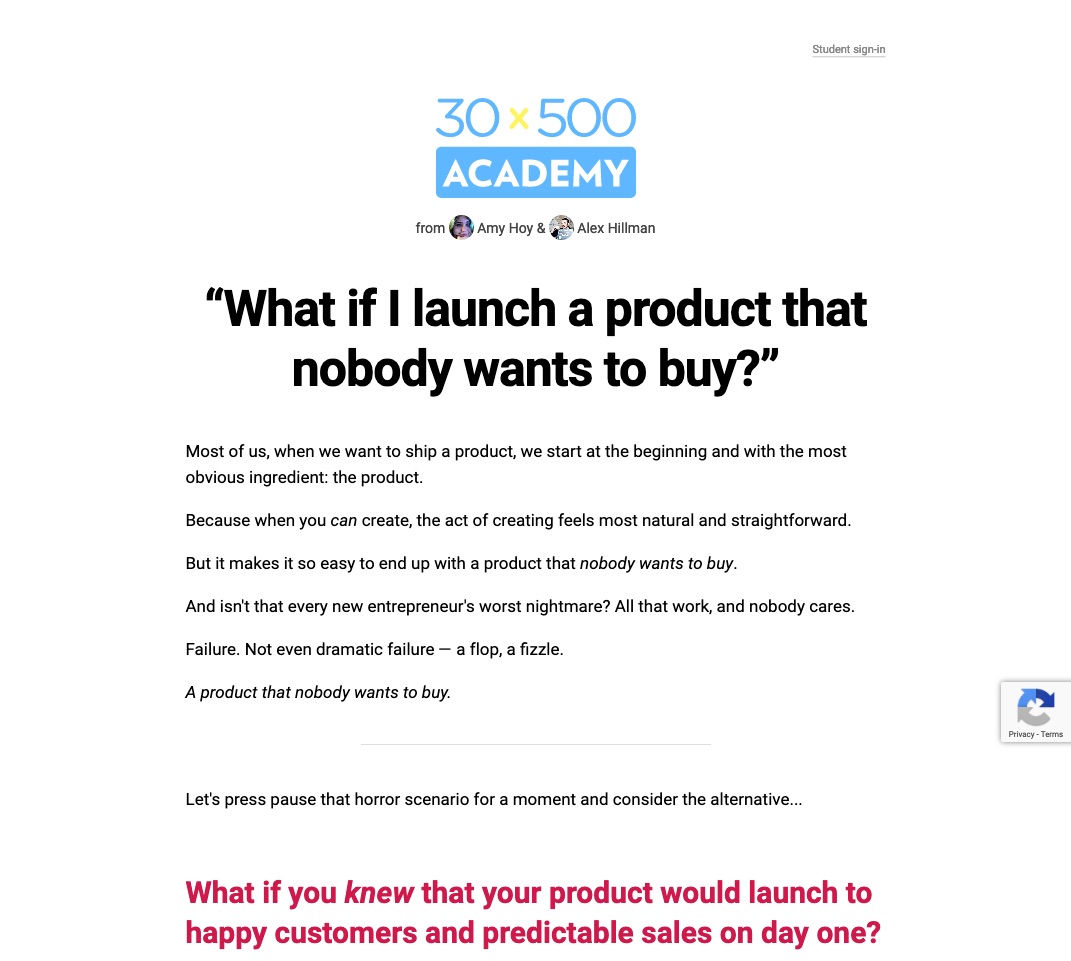 Student sign-in
30 × 500
ACADEMY
from Amy Hoy & Alex Hillman
“What if I launch a product that
nobody wants to buy?”
Most of us, when we want to ship a product, we start at the beginning and with the most
obvious ingredient: the product.
Because when you can create, the act of creating feels most natural and straightforward.
But it makes it so easy to end up with a product that nobody wants to buy.
And isn't that every new entrepreneur's worst nightmare? All that work, and nobody cares.
Failure. Not even dramatic failure — a flop, a fizzle.
A product that nobody wants to buy.
Privacy - Terms
Let's press pause that horror scenario for a moment and consider the alternative...
What if you knew that your product would launch to
happy customers and predictable sales on day one?